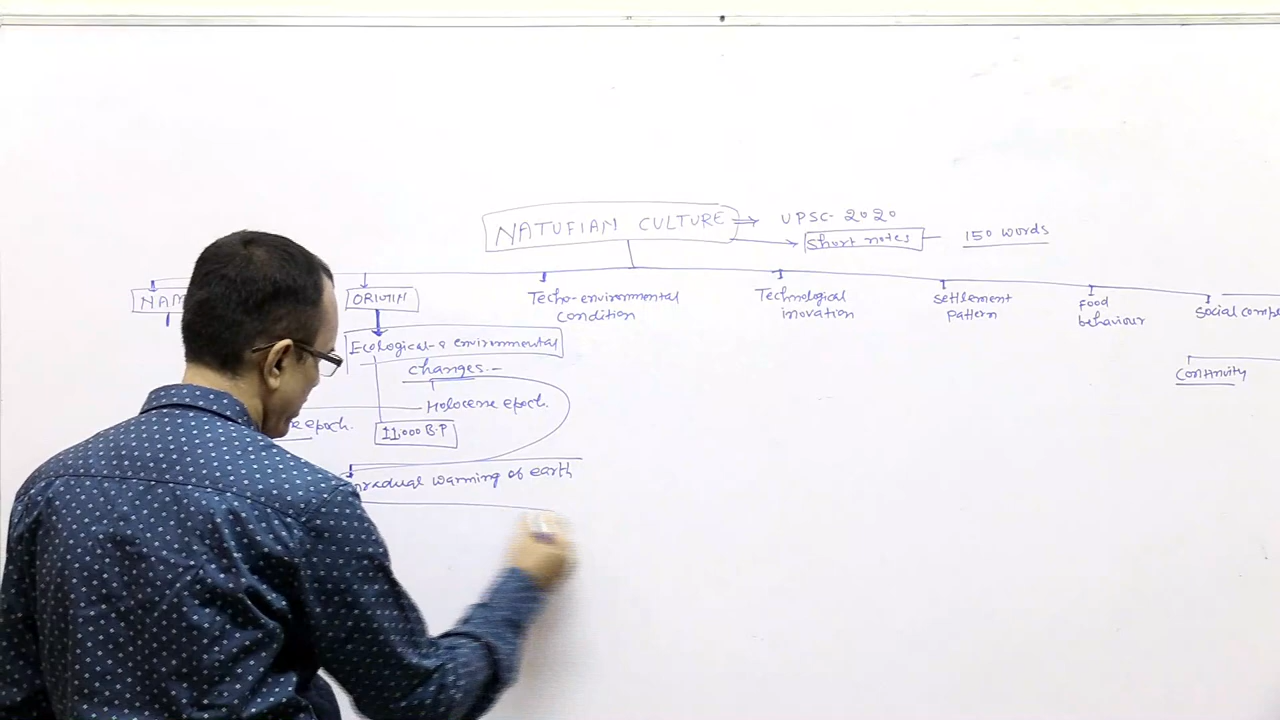 NATUFIAN CULTURE ⇒ UPSC- 2020
Short notes — 150 words
ORIGIN
Techo-environmental
condition
Technological
inovation
settlement
pattern
Food
behaviour
social
Ecological & environmental
changes.-
Continuity
Holocene epoch.
epoch.
11,000 B.P
Gradual warming of earth